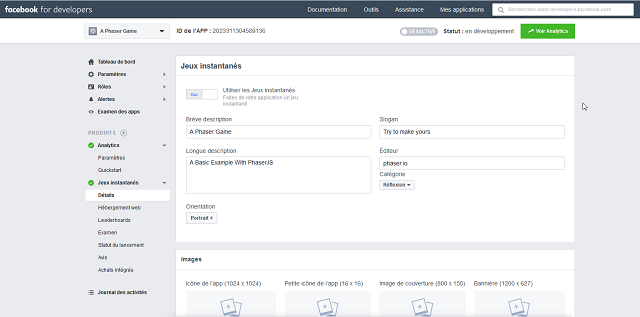 facebook for developers
Documentation Outils Assistance Mes applications Rechercher dans developers.facebook.com
A Phaser Game ID de l'APP : 2023311304589136 DÉSACTIVÉ Statut : en développement Voir Analytics
Tableau de bord
Paramètres
Rôles
Alertes
Examen des apps
PRODUITS
Analytics
Paramètres
Quickstart
Jeux instantanés
Détails
Hébergement web
Leaderboards
Examen
Statut du lancement
Avis
Achats intégrés
Journal des activités
Jeux instantanés
Oui
Utiliser les Jeux instantanés
Faites de votre application un jeu
instantané
Brève description
A Phaser Game
Slogan
Try to make yours
Longue description
A Basic Example With PhaserJS
Éditeur
phaser.io
Catégorie
Réflexion
Orientation
Portrait
Images
Icône de l'app (1024 x 1024) Petite icône de l'app (16 x 16) Image de couverture (800 x 150) Bannière (1200 x 627)